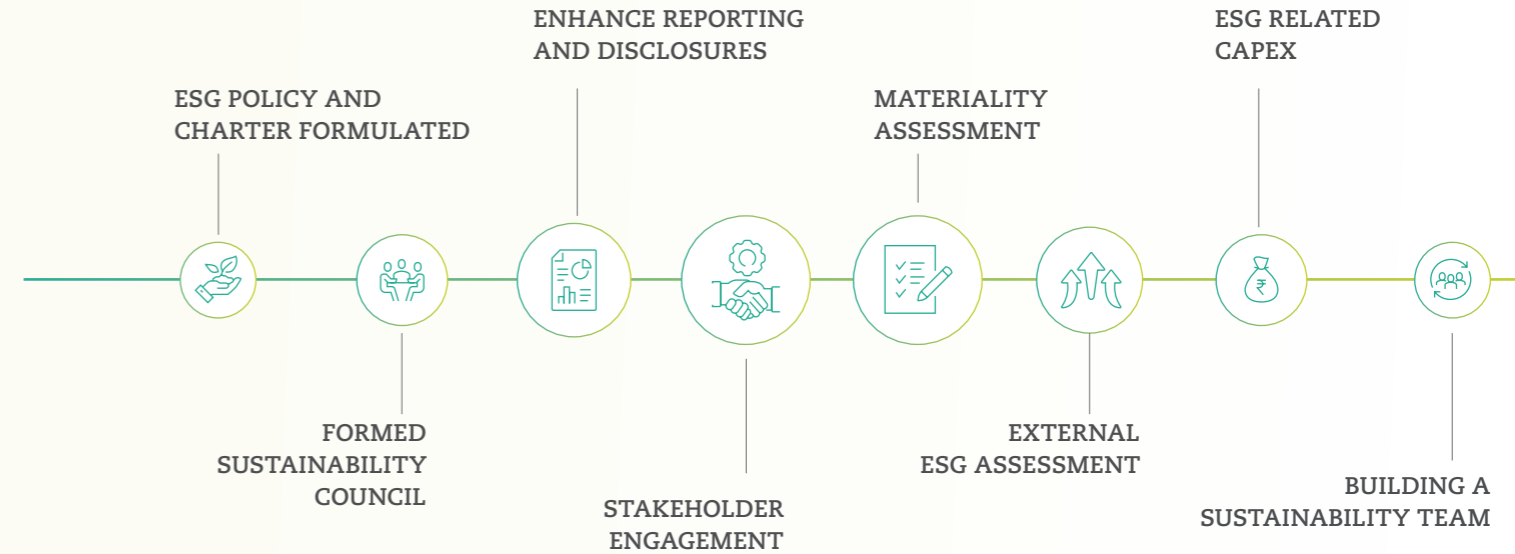 ESG POLICY AND
CHARTER FORMULATED
FORMED
SUSTAINABILITY
COUNCIL
ENHANCE REPORTING
AND DISCLOSURES
STAKEHOLDER
ENGAGEMENT
MATERIALITY
ASSESSMENT
EXTERNAL
ESG ASSESSMENT
ESG RELATED
CAPEX
₹
BUILDING A
SUSTAINABILITY TEAM